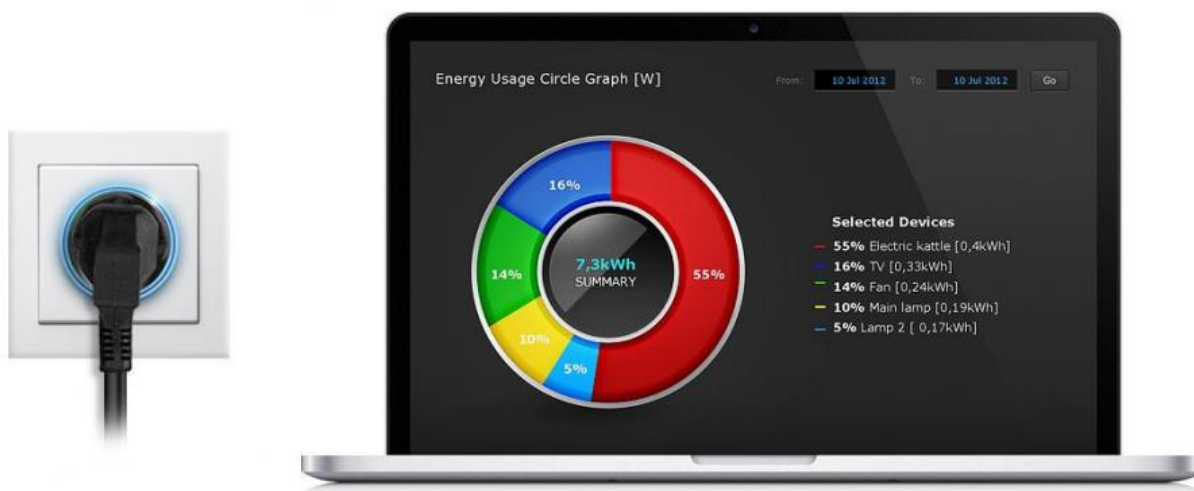 Energy Usage Circle Graph [W]
From: 10 Jul 2012 To: 10 Jul 2012 Go
16%
14%
55%
10%
5%
7,3kWh
SUMMARY
Selected Devices
55% Electric kattle [0,4kWh]
16% TV [0,33kWh]
14% Fan [0,24kWh]
10% Main lamp [0,19kWh]
5% Lamp 2 [ 0,17kWh]